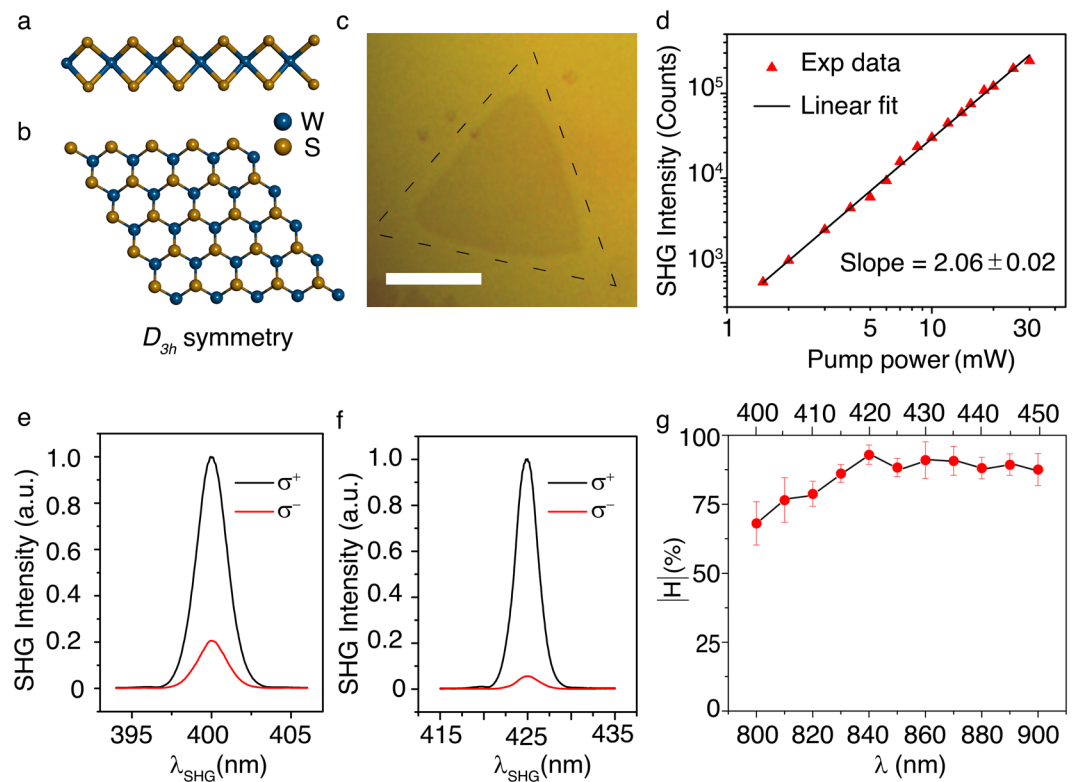 a
b
W
S
D3h symmetry
c
d
SHG Intensity (Counts)
10^5
10^4
10^3
Exp data
Linear fit
Slope = 2.06 ± 0.02
1
5
10
30
Pump power (mW)
e
SHG Intensity (a.u.)
1.0
0.8
0.6
0.4
0.2
0
σ+
σ−
395
400
405
λSHG(nm)
f
SHG Intensity (a.u.)
1.0
0.8
0.6
0.4
0.2
0
σ+
σ−
415
425
435
λSHG(nm)
g
400 410 420 430 440 450
|H|(%)
100
75
50
25
0
800 820 840 860 880 900
λ (nm)